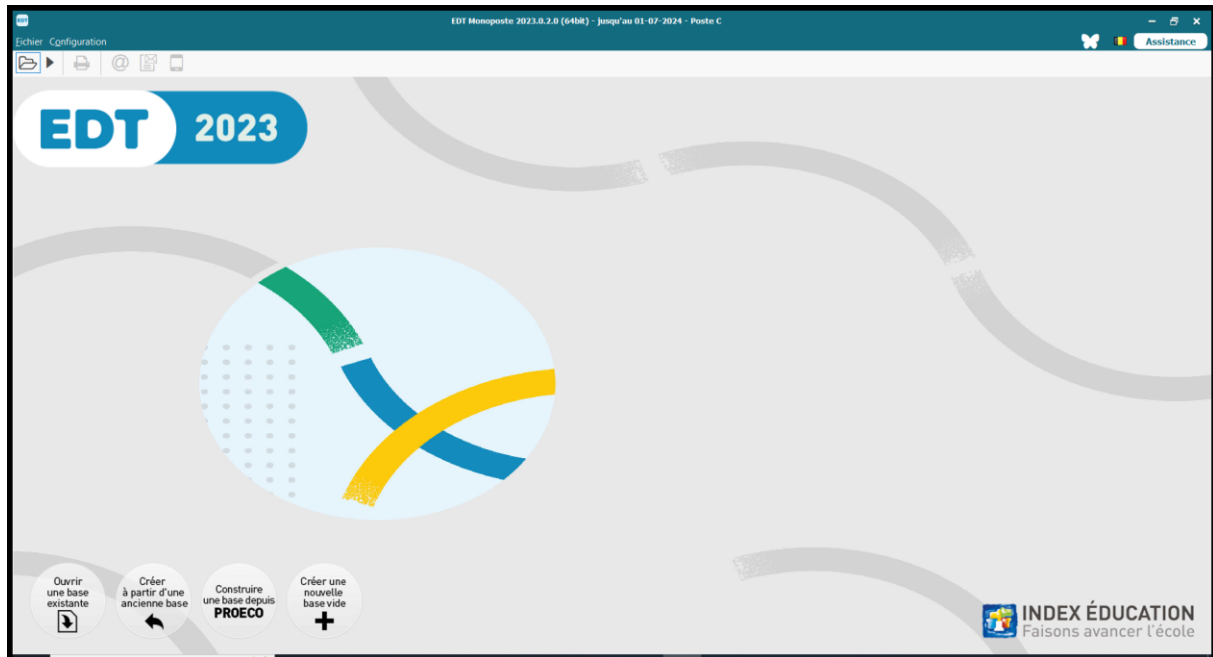 EDT
EDT Monoposte 2023.0.2.0 (64bit) - jusqu'au 01-07-2024 - Poste C
Fichier Configuration
Assistance
EDT 2023
Ouvrir
une base
existante
Créer
à partir d'une
ancienne base
Construire
une base depuis
PROECO
Créer une
nouvelle
base vide
INDEX ÉDUCATION
Faisons avancer l'école